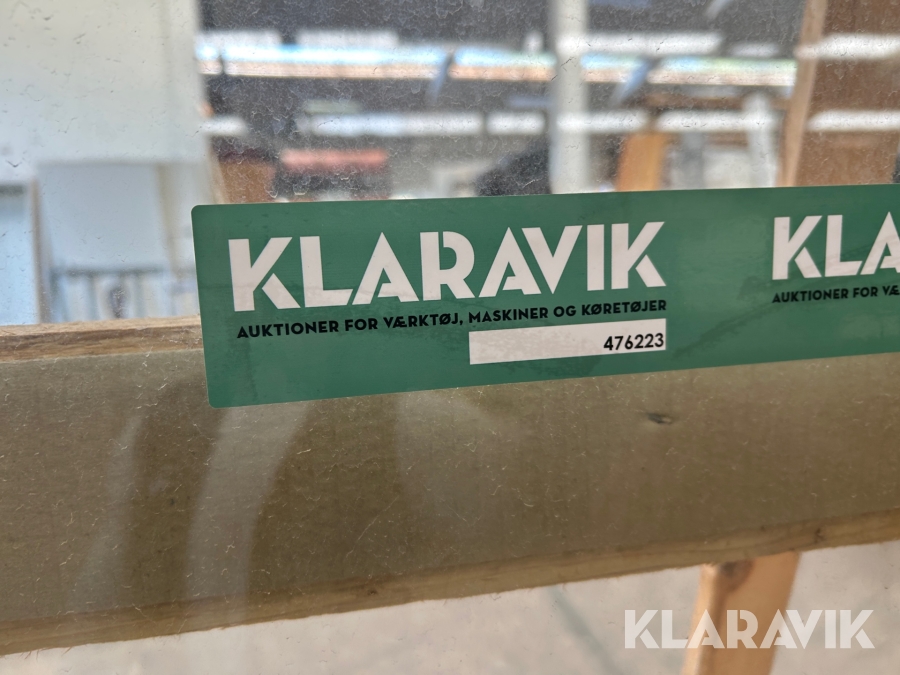 KLARAVIK
AUKTIONER FOR VÆRKTØJ, MASKINER OG KØRETØJER
476223
KLA
AUKTIONER FOR VÆ
KLARAVIK